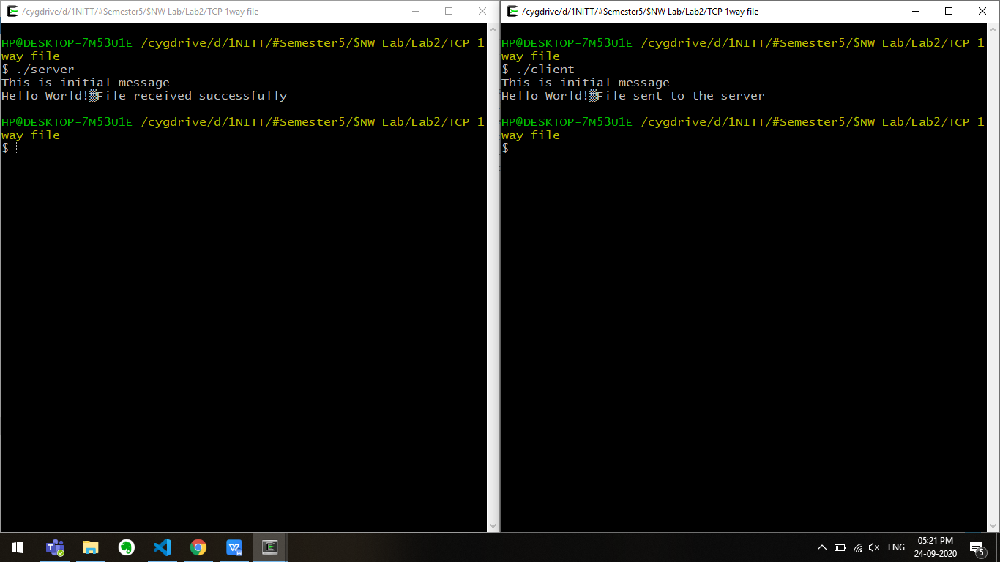 /cygdrive/d/1NITT/#Semester5/$NW Lab/Lab2/TCP 1way file
HP@DESKTOP-7M53U1E /cygdrive/d/1NITT/#Semester5/$NW Lab/Lab2/TCP 1
way file
$ ./server
This is initial message
Hello World!▒File received successfully
HP@DESKTOP-7M53U1E /cygdrive/d/1NITT/#Semester5/$NW Lab/Lab2/TCP 1
way file
$
/cygdrive/d/1NITT/#Semester5/$NW Lab/Lab2/TCP 1way file
HP@DESKTOP-7M53U1E /cygdrive/d/1NITT/#Semester5/$NW Lab/Lab2/TCP 1
way file
$ ./client
This is initial message
Hello World!▒File sent to the server
HP@DESKTOP-7M53U1E /cygdrive/d/1NITT/#Semester5/$NW Lab/Lab2/TCP 1
way file
$
ENG
05:21 PM
24-09-2020
5